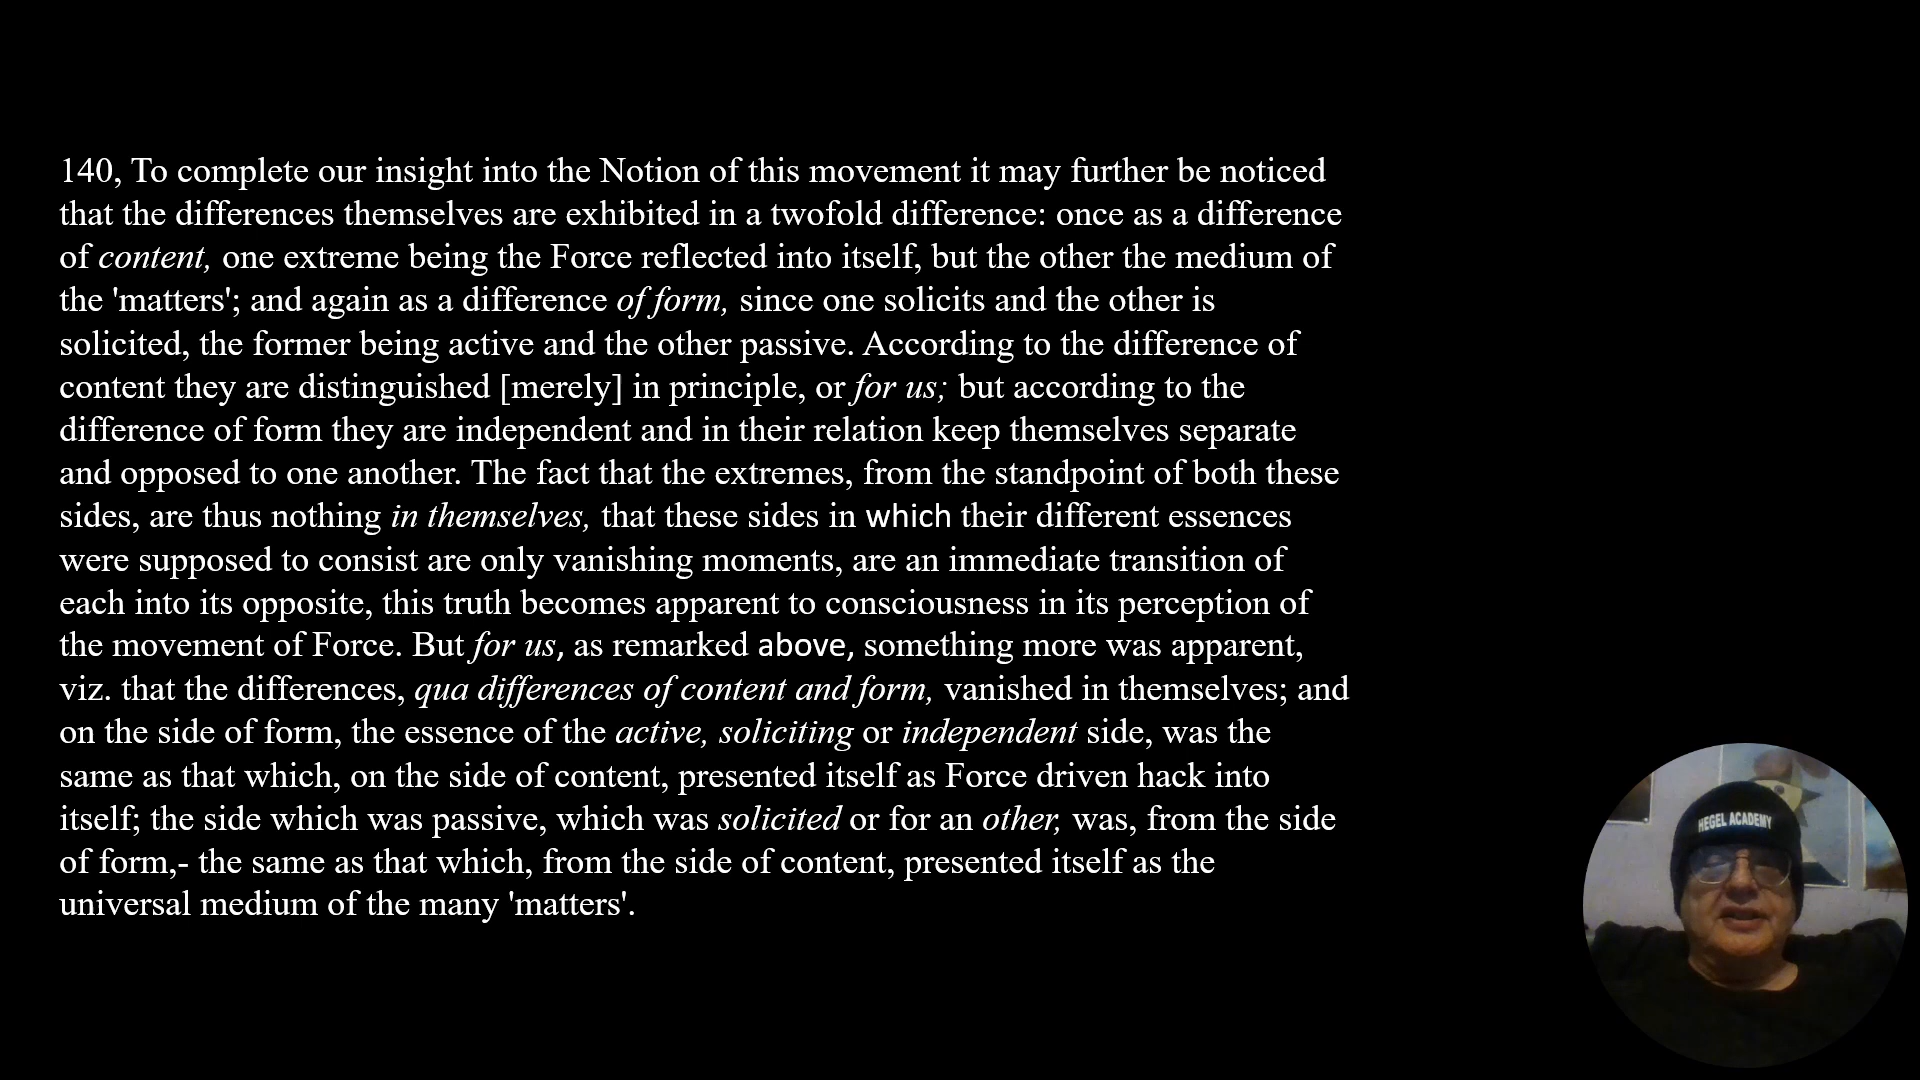 140, To complete our insight into the Notion of this movement it may further be noticed
that the differences themselves are exhibited in a twofold difference: once as a difference
of content, one extreme being the Force reflected into itself, but the other the medium of
the 'matters'; and again as a difference of form, since one solicits and the other is
solicited, the former being active and the other passive. According to the difference of
content they are distinguished [merely] in principle, or for us; but according to the
difference of form they are independent and in their relation keep themselves separate
and opposed to one another. The fact that the extremes, from the standpoint of both these
sides, are thus nothing in themselves, that these sides in which their different essences
were supposed to consist are only vanishing moments, are an immediate transition of
each into its opposite, this truth becomes apparent to consciousness in its perception of
the movement of Force. But for us, as remarked above, something more was apparent,
viz. that the differences, qua differences of content and form, vanished in themselves; and
on the side of form, the essence of the active, soliciting or independent side, was the
same as that which, on the side of content, presented itself as Force driven hack into
itself; the side which was passive, which was solicited or for an other, was, from the side
of form,- the same as that which, from the side of content, presented itself as the
universal medium of the many 'matters'.
HEGEL ACADEMY